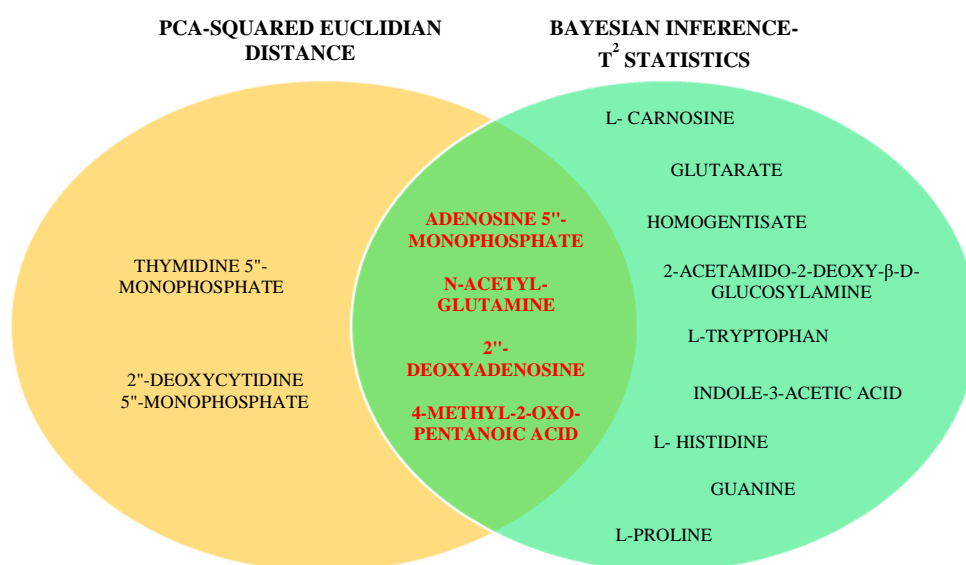 PCA-SQUARED EUCLIDIAN
DISTANCE
BAYESIAN INFERENCE-
T² STATISTICS
THYMIDINE 5"-
MONOPHOSPHATE
2"-DEOXYCYTIDINE
5"-MONOPHOSPHATE
ADENOSINE 5"-
MONOPHOSPHATE
N-ACETYL-
GLUTAMINE
2"-
DEOXYADENOSINE
4-METHYL-2-OXO-
PENTANOIC ACID
L- CARNOSINE
GLUTARATE
HOMOGENTISATE
2-ACETAMIDO-2-DEOXY-β-D-
GLUCOSYLAMINE
L-TRYPTOPHAN
INDOLE-3-ACETIC ACID
L- HISTIDINE
GUANINE
L-PROLINE